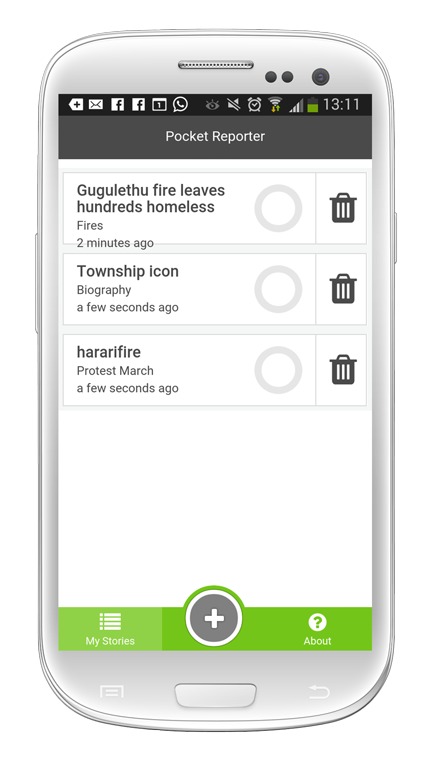 13:11
Pocket Reporter
Gugulethu fire leaves
hundreds homeless
Fires
2 minutes ago
Township icon
Biography
a few seconds ago
hararifire
Protest March
a few seconds ago
My Stories
About